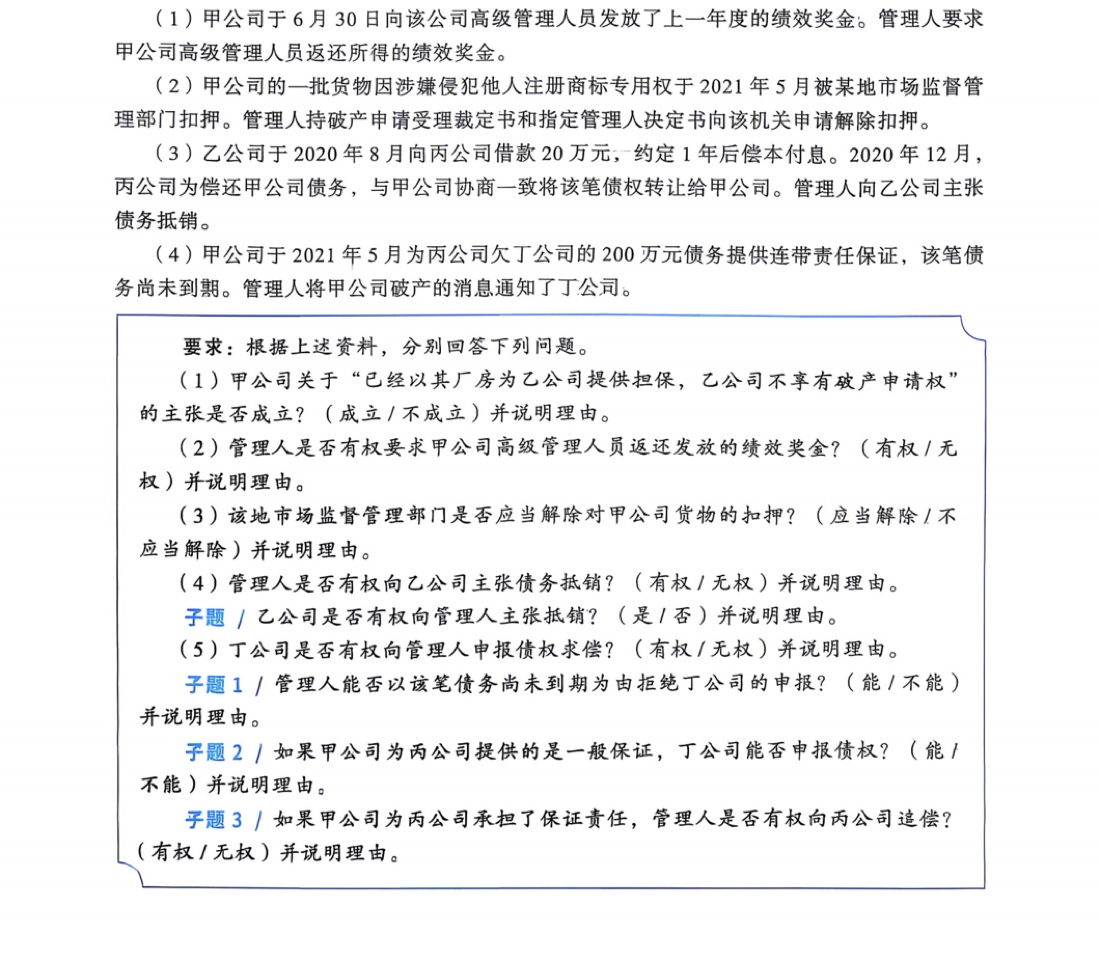 （1）甲公司于 6 月 30 日向该公司高级管理人员发放了上一年度的绩效奖金。管理人要求
甲公司高级管理人员返还所得的绩效奖金。
（2）甲公司的一批货物因涉嫌侵犯他人注册商标专用权于 2021 年 5 月被某地市场监督管
理部门扣押。管理人持破产申请受理裁定书和指定管理人决定书向该机关申请解除扣押。
（3）乙公司于 2020 年 8 月向丙公司借款 20 万元，约定 1 年后偿本付息。2020 年 12 月，
丙公司为偿还甲公司债务，与甲公司协商一致将该笔债权转让给甲公司。管理人向乙公司主张
债务抵销。
（4）甲公司于 2021 年 5 月为丙公司欠丁公司的 200 万元债务提供连带责任保证，该笔债
务尚未到期。管理人将甲公司破产的消息通知了丁公司。
要求：根据上述资料，分别回答下列问题。
（1）甲公司关于“已经以其厂房为乙公司提供担保，乙公司不享有破产申请权”
的主张是否成立？（成立 / 不成立）并说明理由。
（2）管理人是否有权要求甲公司高级管理人员返还发放的绩效奖金？（有权 / 无
权）并说明理由。
（3）该地市场监督管理部门是否应当解除对甲公司货物的扣押？（应当解除 / 不
应当解除）并说明理由。
（4）管理人是否有权向乙公司主张债务抵销？（有权 / 无权）并说明理由。
子题 / 乙公司是否有权向管理人主张抵销？（是 / 否）并说明理由。
（5）丁公司是否有权向管理人申报债权求偿？（有权 / 无权）并说明理由。
子题 1 / 管理人能否以该笔债务尚未到期为由拒绝丁公司的申报？（能 / 不能）
并说明理由。
子题 2 / 如果甲公司为丙公司提供的是一般保证，丁公司能否申报债权？（能 /
不能）并说明理由。
子题 3 / 如果甲公司为丙公司承担了保证责任，管理人是否有权向丙公司追偿？
（有权 / 无权）并说明理由。